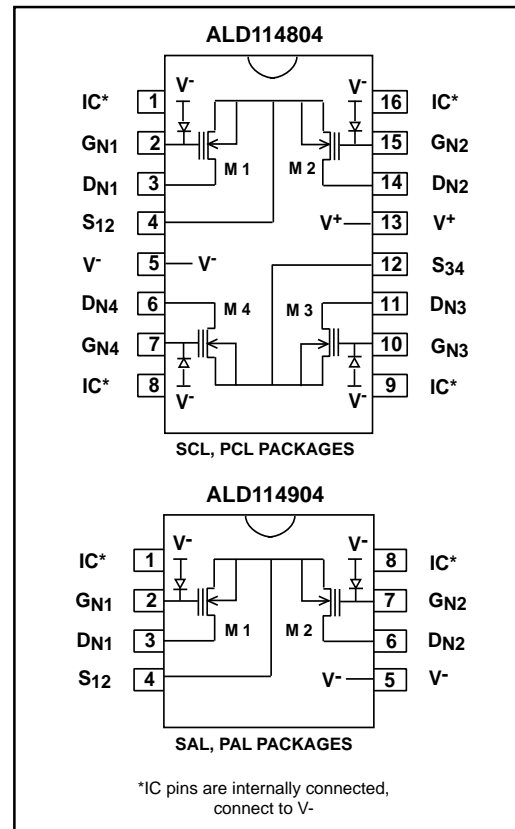 ALD114804
V-
V-
IC* 1
16 IC*
GN1 2
15 GN2
M 1
M 2
DN1 3
14 DN2
S12 4
V+ 13 V+
V- 5 V-
12 S34
DN4 6
M 4
M 3
11 DN3
GN4 7
10 GN3
IC* 8
V-
V-
9 IC*
SCL, PCL PACKAGES
ALD114904
V-
V-
IC* 1
8 IC*
GN1 2
7 GN2
M 1
M 2
DN1 3
6 DN2
S12 4
V- 5 V-
SAL, PAL PACKAGES
*IC pins are internally connected,
connect to V-